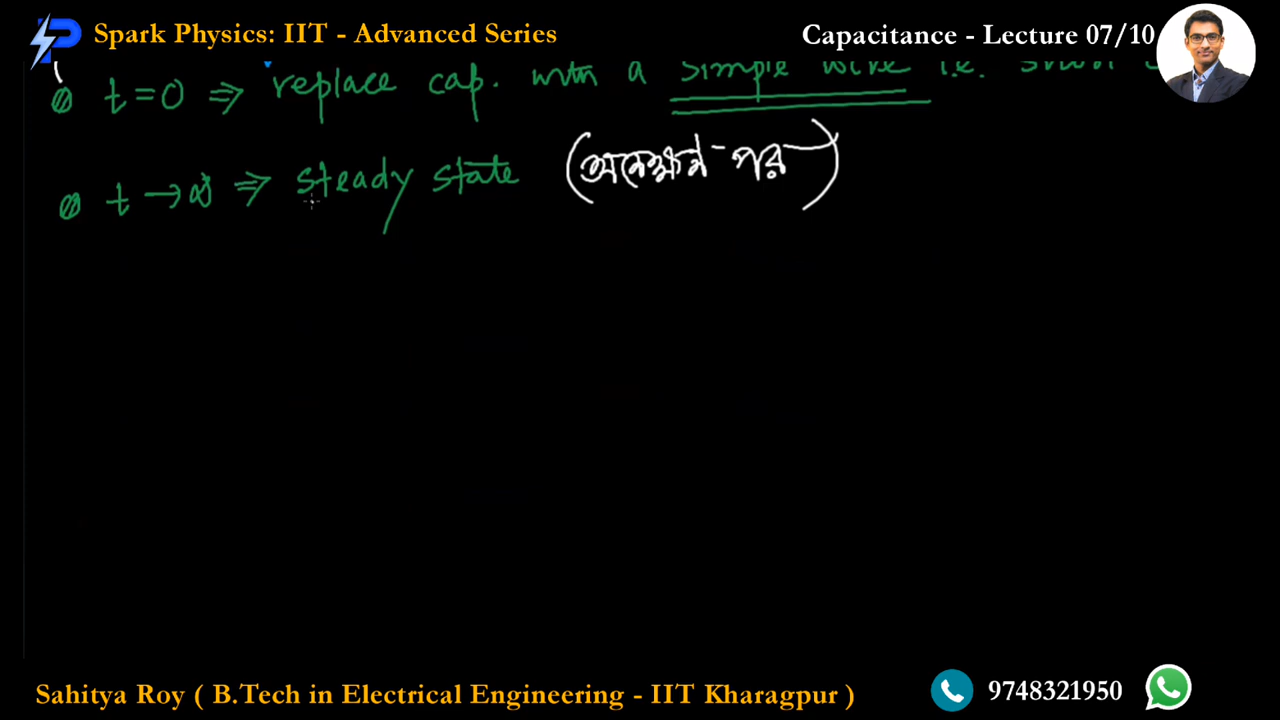 Spark Physics: IIT - Advanced Series
Capacitance - Lecture 07/10
t=0 ⇒ replace cap. with a simple wire i.e. short
t→∞ ⇒ steady state (অনেক্ষান পর)
Sahitya Roy ( B.Tech in Electrical Engineering - IIT Kharagpur )
9748321950